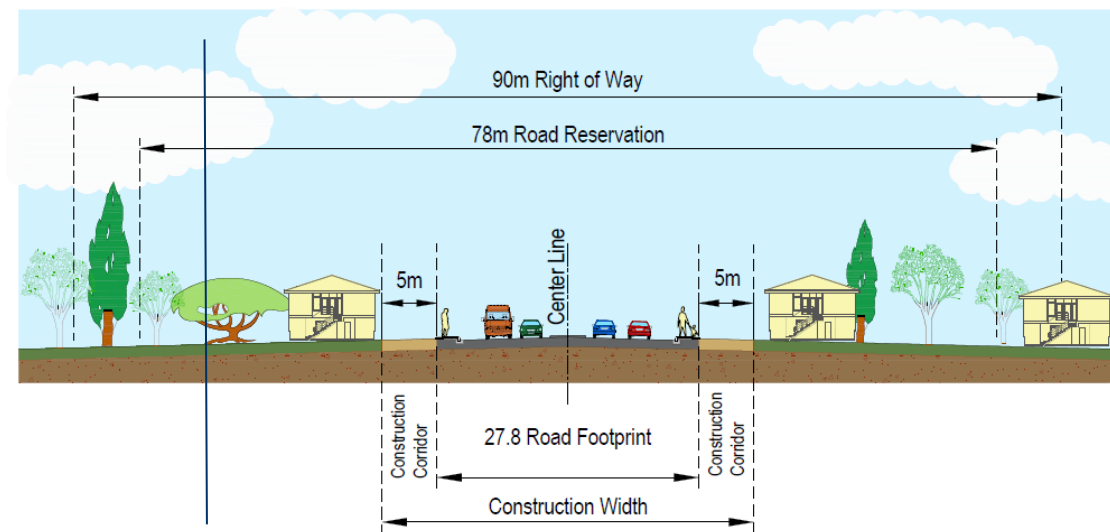 90m Right of Way
78m Road Reservation
5m
Center Line
5m
Construction
Corridor
27.8 Road Footprint
Construction
Corridor
Construction Width